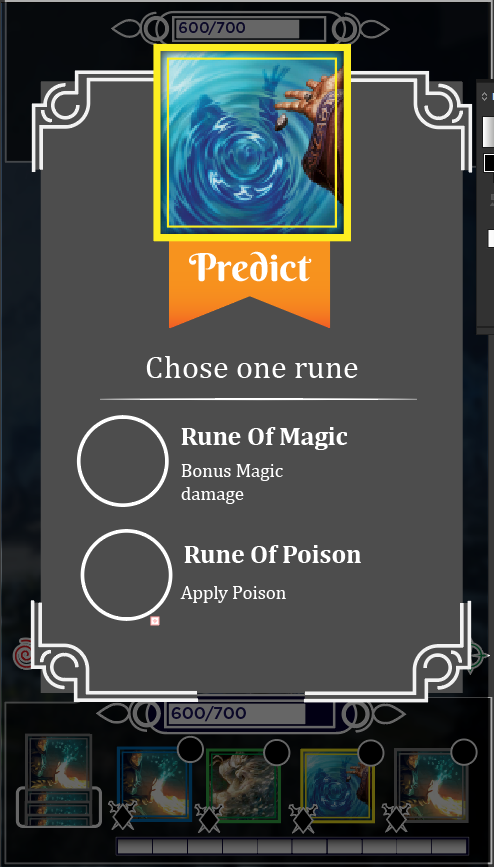 600/700
Predict
Chose one rune
Rune Of Magic
Bonus Magic
damage
Rune Of Poison
Apply Poison
600/700